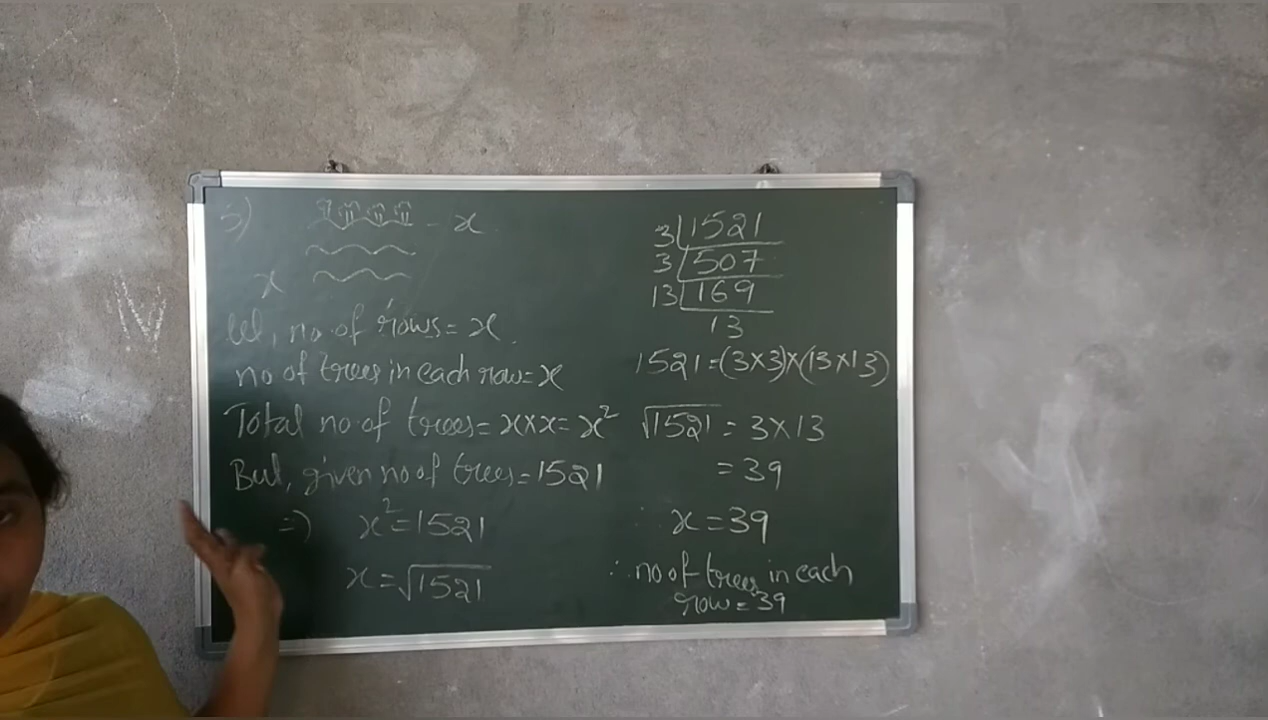 5)
- x
x
let, no of rows = x.
no of trees in each row = x
Total no of trees = x×x = x²
But, given no of trees = 1521
=) x² = 1521
x = √1521
3 1521
3 507
13 169
13
1521 = (3×3)×(13×13)
√1521 = 3×13
= 39
∴ x = 39
∴ no of trees in each
row = 39